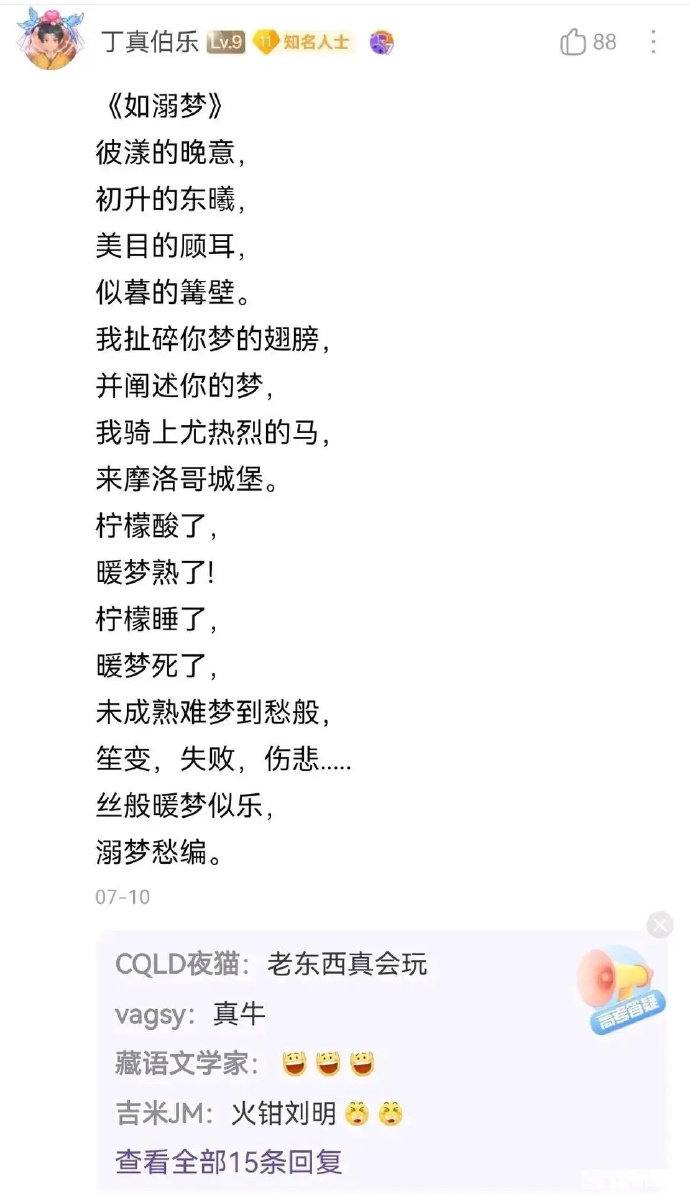 丁真伯乐 Lv.9 11 知名人士 88
《如溺梦》
彼漾的晚意，
初升的东曦，
美目的顾耳，
似暮的篝壁。
我扯碎你梦的翅膀，
并阐述你的梦，
我骑上尤热烈的马，
来摩洛哥城堡。
柠檬酸了，
暖梦熟了!
柠檬睡了，
暖梦死了，
未成熟难梦到愁般，
笙变，失败，伤悲.....
丝般暖梦似乐，
溺梦愁编。
07-10
CQLD夜猫：老东西真会玩
高考答疑
vagsy：真牛
藏语文学家：
吉米JM：火钳刘明
查看全部15条回复